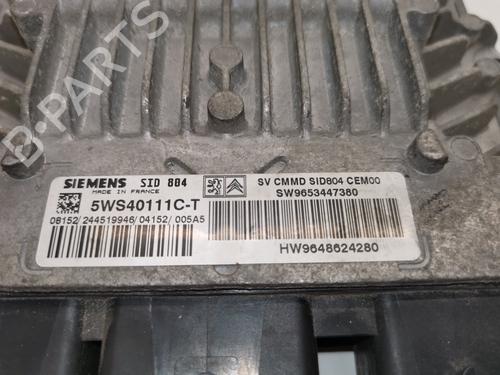 SIEMENS SID 804
MADE IN FRANCE
5WS40111C-T
08152/244519946/04152/005A5
SV CMMD SID804 CEM00
SW9653447380
HW9648624280
B-PARTS